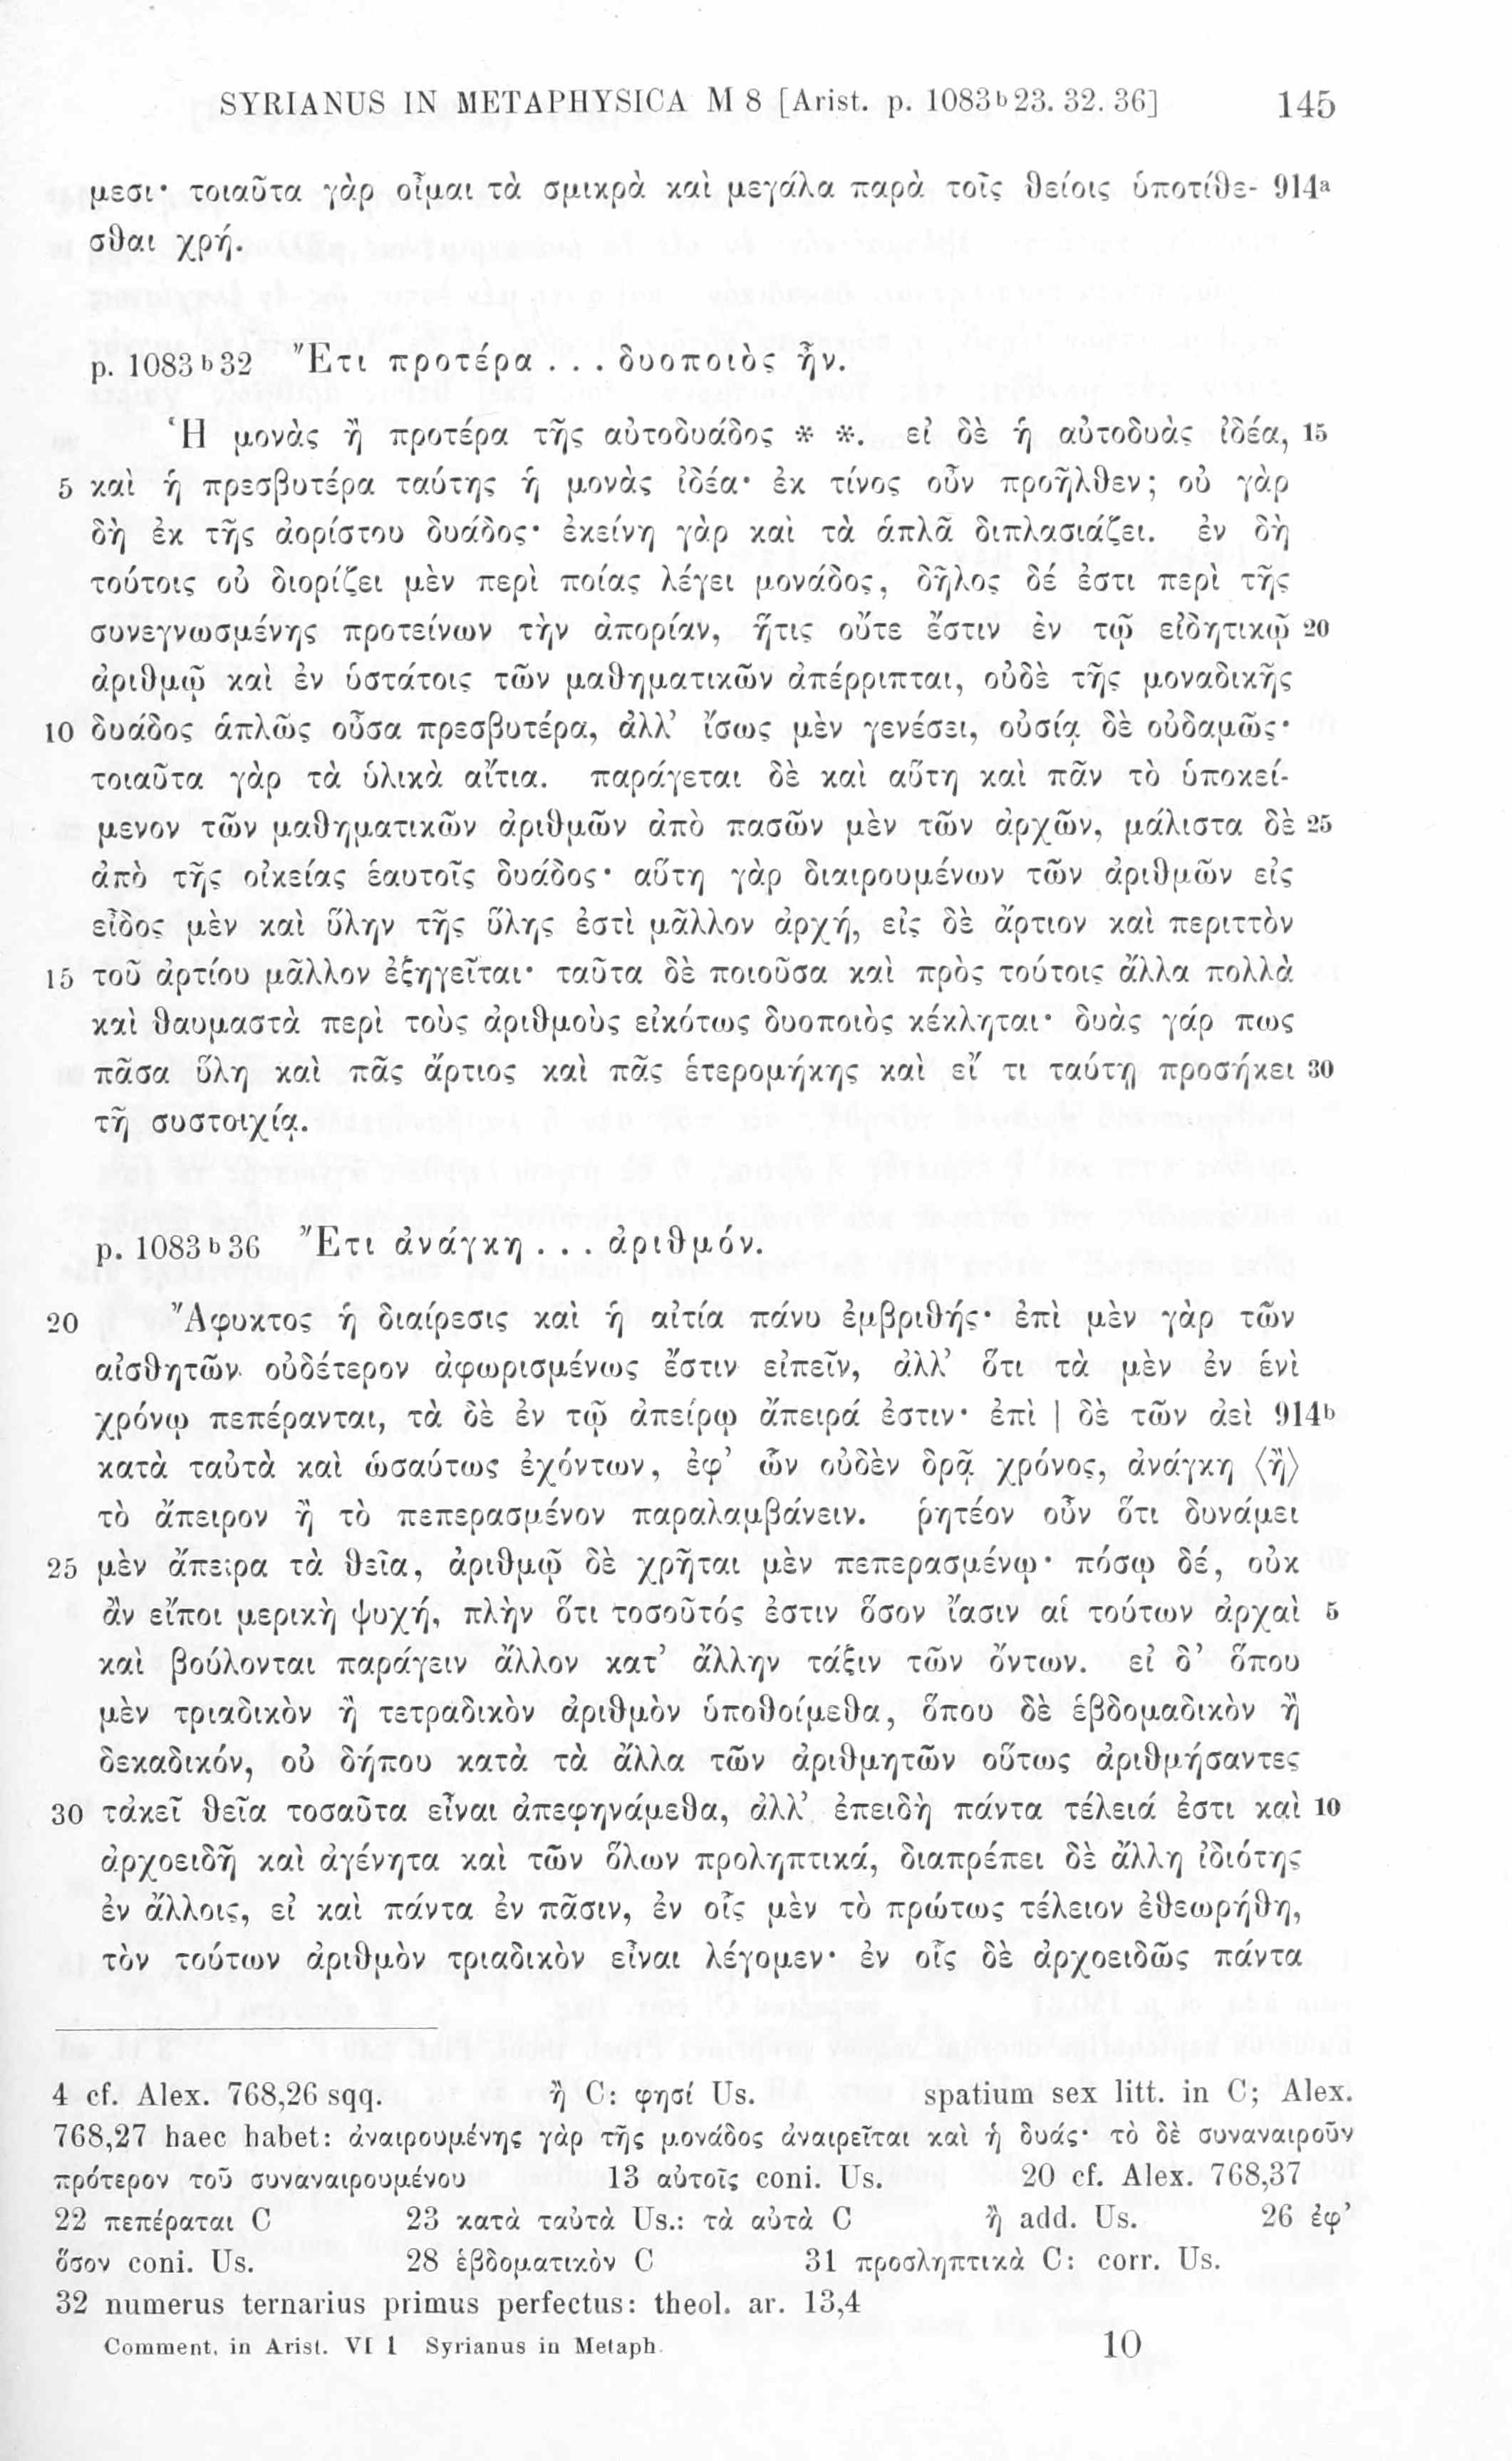 SYRIANUS IN METAPHYSICA M 8 [Arist. p. 1083b23. 32. 36] 145
μεσι· τοιαῦτα γὰρ οἶμαι τὰ σμικρὰ καὶ μεγάλα παρὰ τοῖς θείοις ὑποτίθε- 914a
σθαι χρή.
p. 1083b32 Ἔτι προτέρα . . . δυοποιὸς ἦν.
Ἡ μονὰς ἢ προτέρα τῆς αὐτοδυάδος * *. εἰ δὲ ἡ αὐτοδυὰς ἰδέα, 15
5 καὶ ἡ πρεσβυτέρα ταύτης ἡ μονὰς ἰδέα· ἐκ τίνος οὖν προῆλθεν; οὐ γὰρ
δὴ ἐκ τῆς ἀορίστου δυάδος· ἐκείνη γὰρ καὶ τὰ ἁπλᾶ διπλασιάζει. ἐν δὴ
τούτοις οὐ διορίζει μὲν περὶ ποίας λέγει μονάδος, δῆλος δέ ἐστι περὶ τῆς
συνεγνωσμένης προτείνων τὴν ἀπορίαν, ἥτις οὔτε ἔστιν ἐν τῷ εἰδητικῷ 20
ἀριθμῷ καὶ ἐν ὑστάτοις τῶν μαθηματικῶν ἀπέρριπται, οὐδὲ τῆς μοναδικῆς
10 δυάδος ἁπλῶς οὖσα πρεσβυτέρα, ἀλλ’ ἴσως μὲν γενέσει, οὐσίᾳ δὲ οὐδαμῶς·
τοιαῦτα γὰρ τὰ ὑλικὰ αἴτια. παράγεται δὲ καὶ αὕτη καὶ πᾶν τὸ ὑποκεί-
μενον τῶν μαθηματικῶν ἀριθμῶν ἀπὸ πασῶν μὲν τῶν ἀρχῶν, μάλιστα δὲ 25
ἀπὸ τῆς οἰκείας ἑαυτοῖς δυάδος· αὕτη γὰρ διαιρουμένων τῶν ἀριθμῶν εἰς
εἶδος μὲν καὶ ὕλην τῆς ὕλης ἐστὶ μᾶλλον ἀρχή, εἰς δὲ ἄρτιον καὶ περιττὸν
15 τοῦ ἀρτίου μᾶλλον ἐξηγεῖται· ταῦτα δὲ ποιοῦσα καὶ πρὸς τούτοις ἄλλα πολλὰ
καὶ θαυμαστὰ περὶ τοὺς ἀριθμοὺς εἰκότως δυοποιὸς κέκληται· δυὰς γάρ πως
πᾶσα ὕλη καὶ πᾶς ἄρτιος καὶ πᾶς ἑτερομήκης καὶ εἴ τι ταύτῃ προσήκει 30
τῇ συστοιχίᾳ.
p. 1083b36 Ἔτι ἀνάγκη . . . ἀριθμόν.
20 Ἄφυκτος ἡ διαίρεσις καὶ ἡ αἰτία πάνυ ἐμβριθής· ἐπὶ μὲν γὰρ τῶν
αἰσθητῶν οὐδέτερον ἀφωρισμένως ἔστιν εἰπεῖν, ἀλλ’ ὅτι τὰ μὲν ἐν ἑνὶ
χρόνῳ πεπέρανται, τὰ δὲ ἐν τῷ ἀπείρῳ ἄπειρά ἐστιν· ἐπὶ | δὲ τῶν ἀεὶ 914b
κατὰ ταὐτὰ καὶ ὡσαύτως ἐχόντων, ἐφ’ ὧν οὐδὲν δρᾷ χρόνος, ἀνάγκη ⟨ἢ⟩
τὸ ἄπειρον ἢ τὸ πεπερασμένον παραλαμβάνειν. ῥητέον οὖν ὅτι δυνάμει
25 μὲν ἄπειρα τὰ θεῖα, ἀριθμῷ δὲ χρῆται μὲν πεπερασμένῳ· πόσῳ δέ, οὐκ
ἂν εἴποι μερικὴ ψυχή, πλὴν ὅτι τοσοῦτός ἐστιν ὅσον ἴασιν αἱ τούτων ἀρχαὶ 5
καὶ βούλονται παράγειν ἄλλον κατ’ ἄλλην τάξιν τῶν ὄντων. εἰ δ’ ὅπου
μὲν τριαδικὸν ἢ τετραδικὸν ἀριθμὸν ὑποθοίμεθα, ὅπου δὲ ἑβδομαδικὸν ἢ
δεκαδικόν, οὐ δήπου κατὰ τὰ ἄλλα τῶν ἀριθμητῶν οὕτως ἀριθμήσαντες
30 τἀκεῖ θεῖα τοσαῦτα εἶναι ἀπεφηνάμεθα, ἀλλ’ ἐπειδὴ πάντα τέλειά ἐστι καὶ 10
ἀρχοειδῆ καὶ ἀγένητα καὶ τῶν ὅλων προληπτικά, διαπρέπει δὲ ἄλλη ἰδιότης
ἐν ἄλλοις, εἰ καὶ πάντα ἐν πᾶσιν, ἐν οἷς μὲν τὸ πρώτως τέλειον ἐθεωρήθη,
τὸν τούτων ἀριθμὸν τριαδικὸν εἶναι λέγομεν· ἐν οἷς δὲ ἀρχοειδῶς πάντα
4 cf. Alex. 768,26 sqq. ἢ C: φησί Us. spatium sex litt. in C; Alex.
768,27 haec habet: ἀναιρουμένης γὰρ τῆς μονάδος ἀναιρεῖται καὶ ἡ δυάς· τὸ δὲ συναναιροῦν
πρότερον τοῦ συναναιρουμένου 13 αὐτοῖς coni. Us. 20 cf. Alex. 768,37
22 πεπέραται C 23 κατὰ ταὐτὰ Us.: τὰ αὐτὰ C ἢ add. Us. 26 ἐφ’
ὅσον coni. Us. 28 ἑβδοματικὸν C 31 προσληπτικὰ C: corr. Us.
32 numerus ternarius primus perfectus: theol. ar. 13,4
Comment. in Arist. VI 1 Syrianus in Metaph. 10